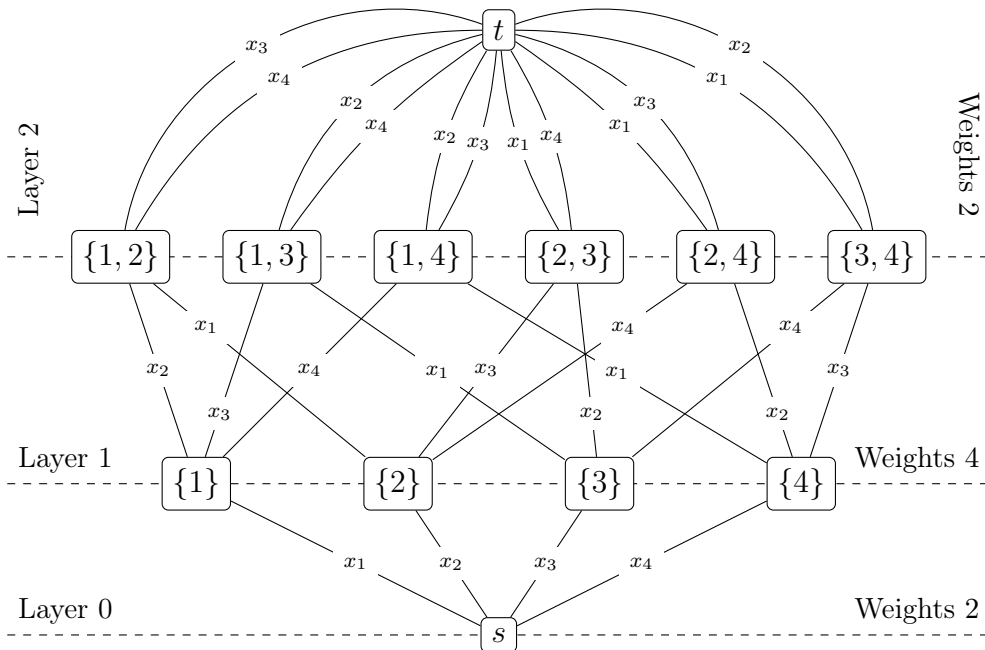 t
x₃
x₂
x₄
x₁
x₂
x₃
x₄
x₁
x₂
x₃
x₁
x₄
Layer 2
Weights 2
{1, 2}
{1, 3}
{1, 4}
{2, 3}
{2, 4}
{3, 4}
x₁
x₄
x₄
x₂
x₄
x₁
x₃
x₁
x₃
x₃
x₂
x₂
Layer 1
Weights 4
{1}
{2}
{3}
{4}
x₁
x₂
x₃
x₄
Layer 0
Weights 2
s